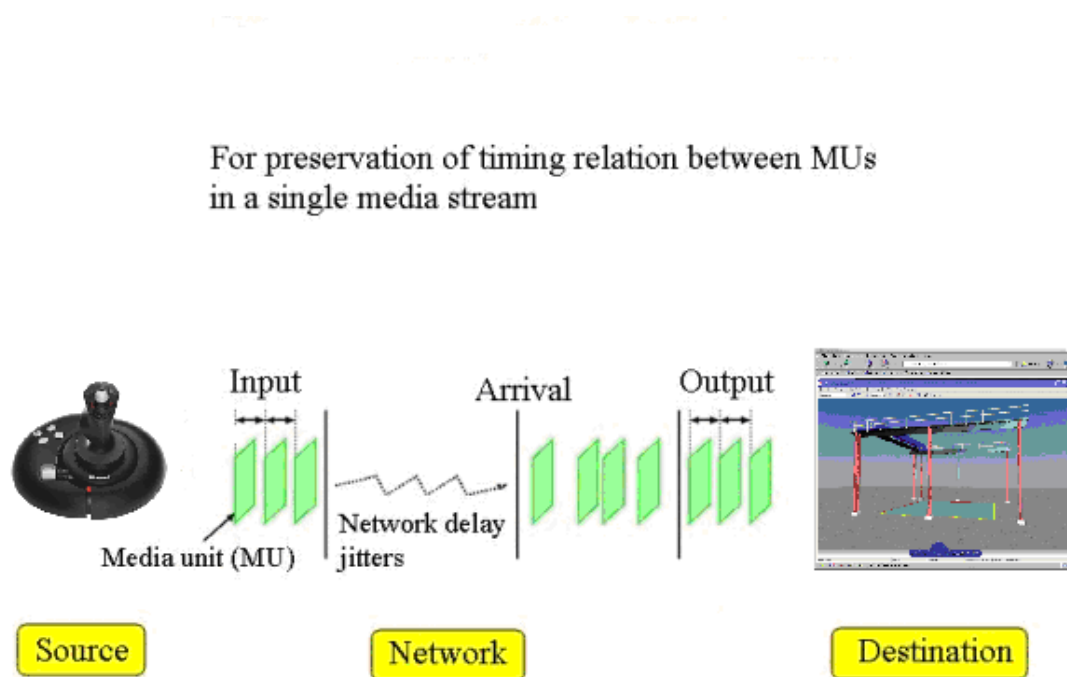 For preservation of timing relation between MUs
in a single media stream
Input
Arrival
Output
Media unit (MU)
Network delay
jitters
Source
Network
Destination